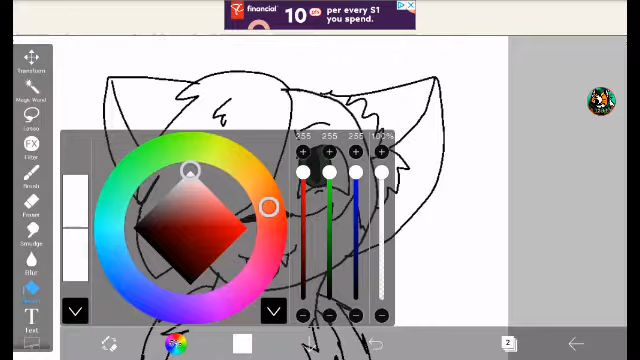 financial
10 pts per every $1
you spend.
Transform
Magic Wand
Lasso
FX
Filter
Brush
Eraser
Smudge
Blur
T
Text
255 255 255 100%
2